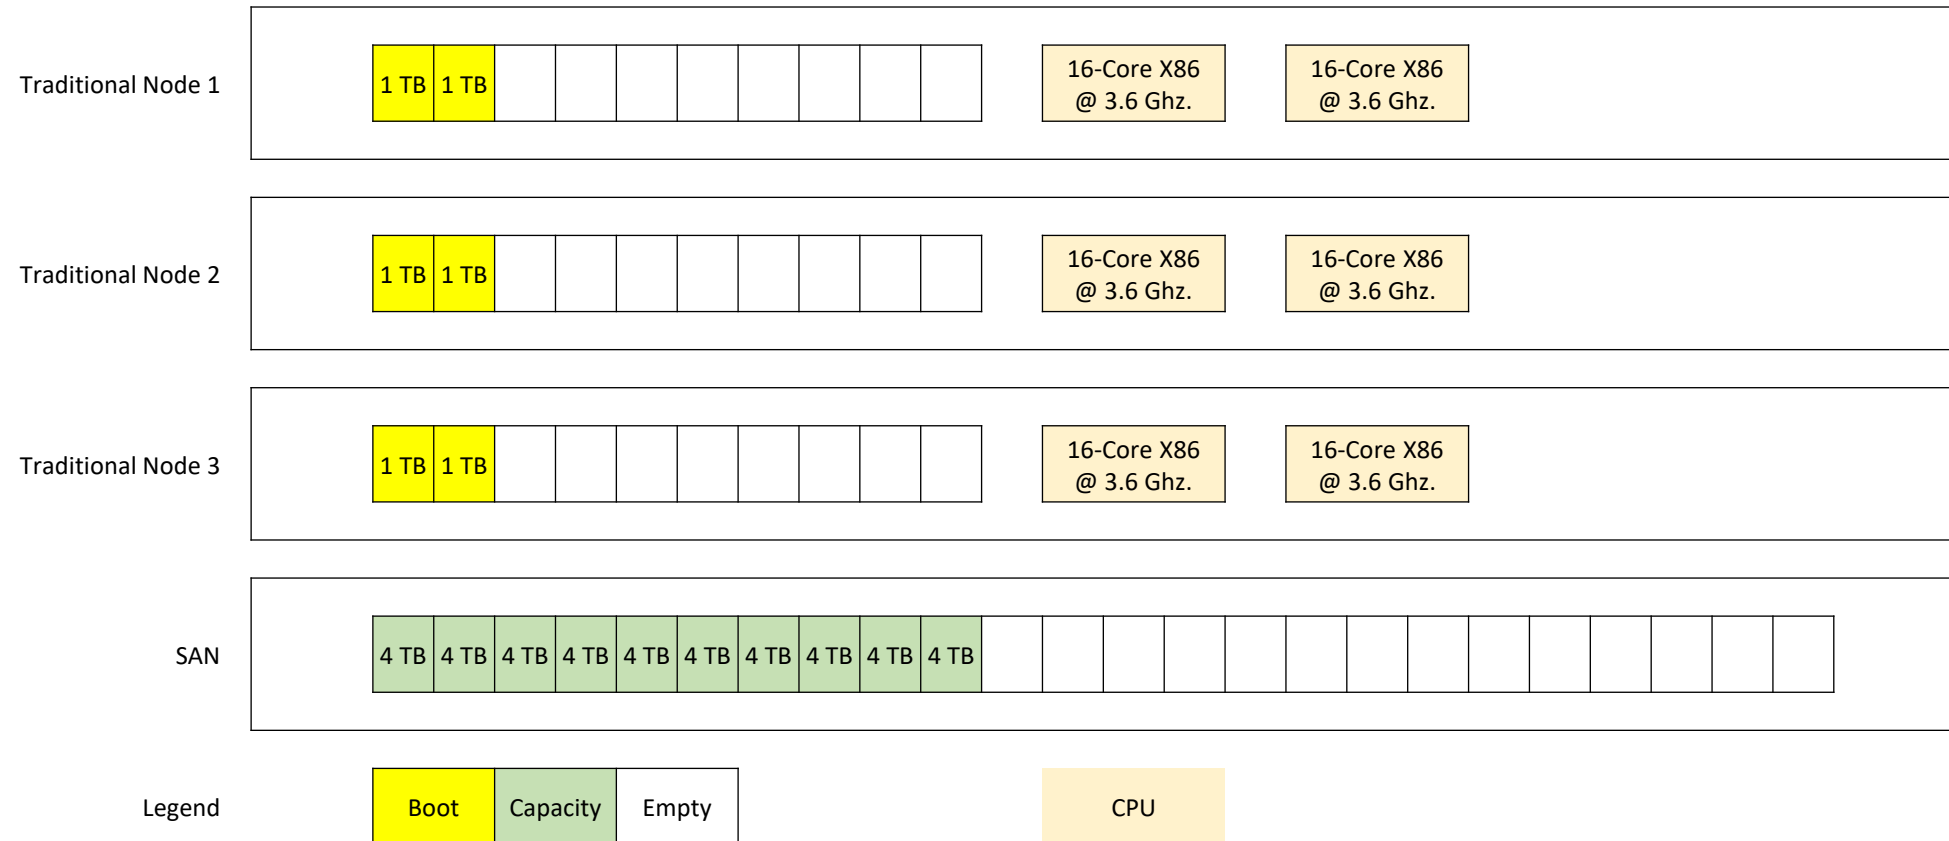 Traditional Node 1
1 TB 1 TB
16-Core X86
@ 3.6 Ghz.
16-Core X86
@ 3.6 Ghz.
Traditional Node 2
1 TB 1 TB
16-Core X86
@ 3.6 Ghz.
16-Core X86
@ 3.6 Ghz.
Traditional Node 3
1 TB 1 TB
16-Core X86
@ 3.6 Ghz.
16-Core X86
@ 3.6 Ghz.
SAN
4 TB 4 TB 4 TB 4 TB 4 TB 4 TB 4 TB 4 TB 4 TB 4 TB
Legend
Boot Capacity Empty
CPU